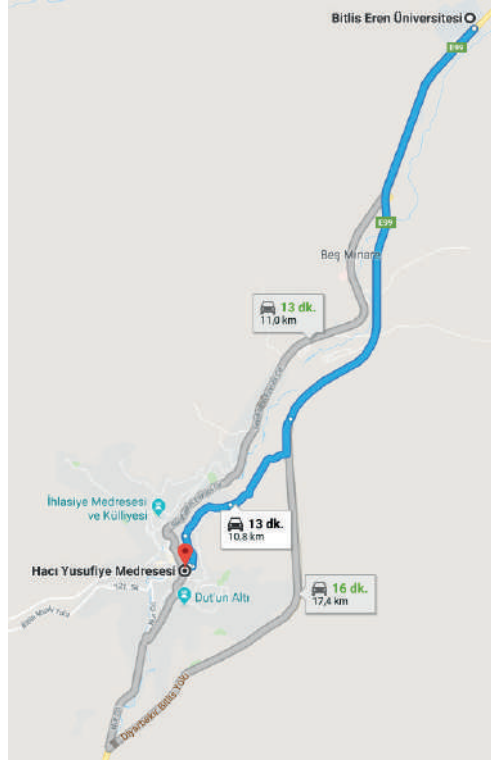 Bitlis Eren Üniversitesi
E99
E99
Beş Minare
13 dk.
11,0 km
İhlasiye Medresesi
ve Külliyesi
13 dk.
10,8 km
Hacı Yusufiye Medresesi
Dut'un Altı
16 dk.
17,4 km
Diyarbakır Bitlis Yolu